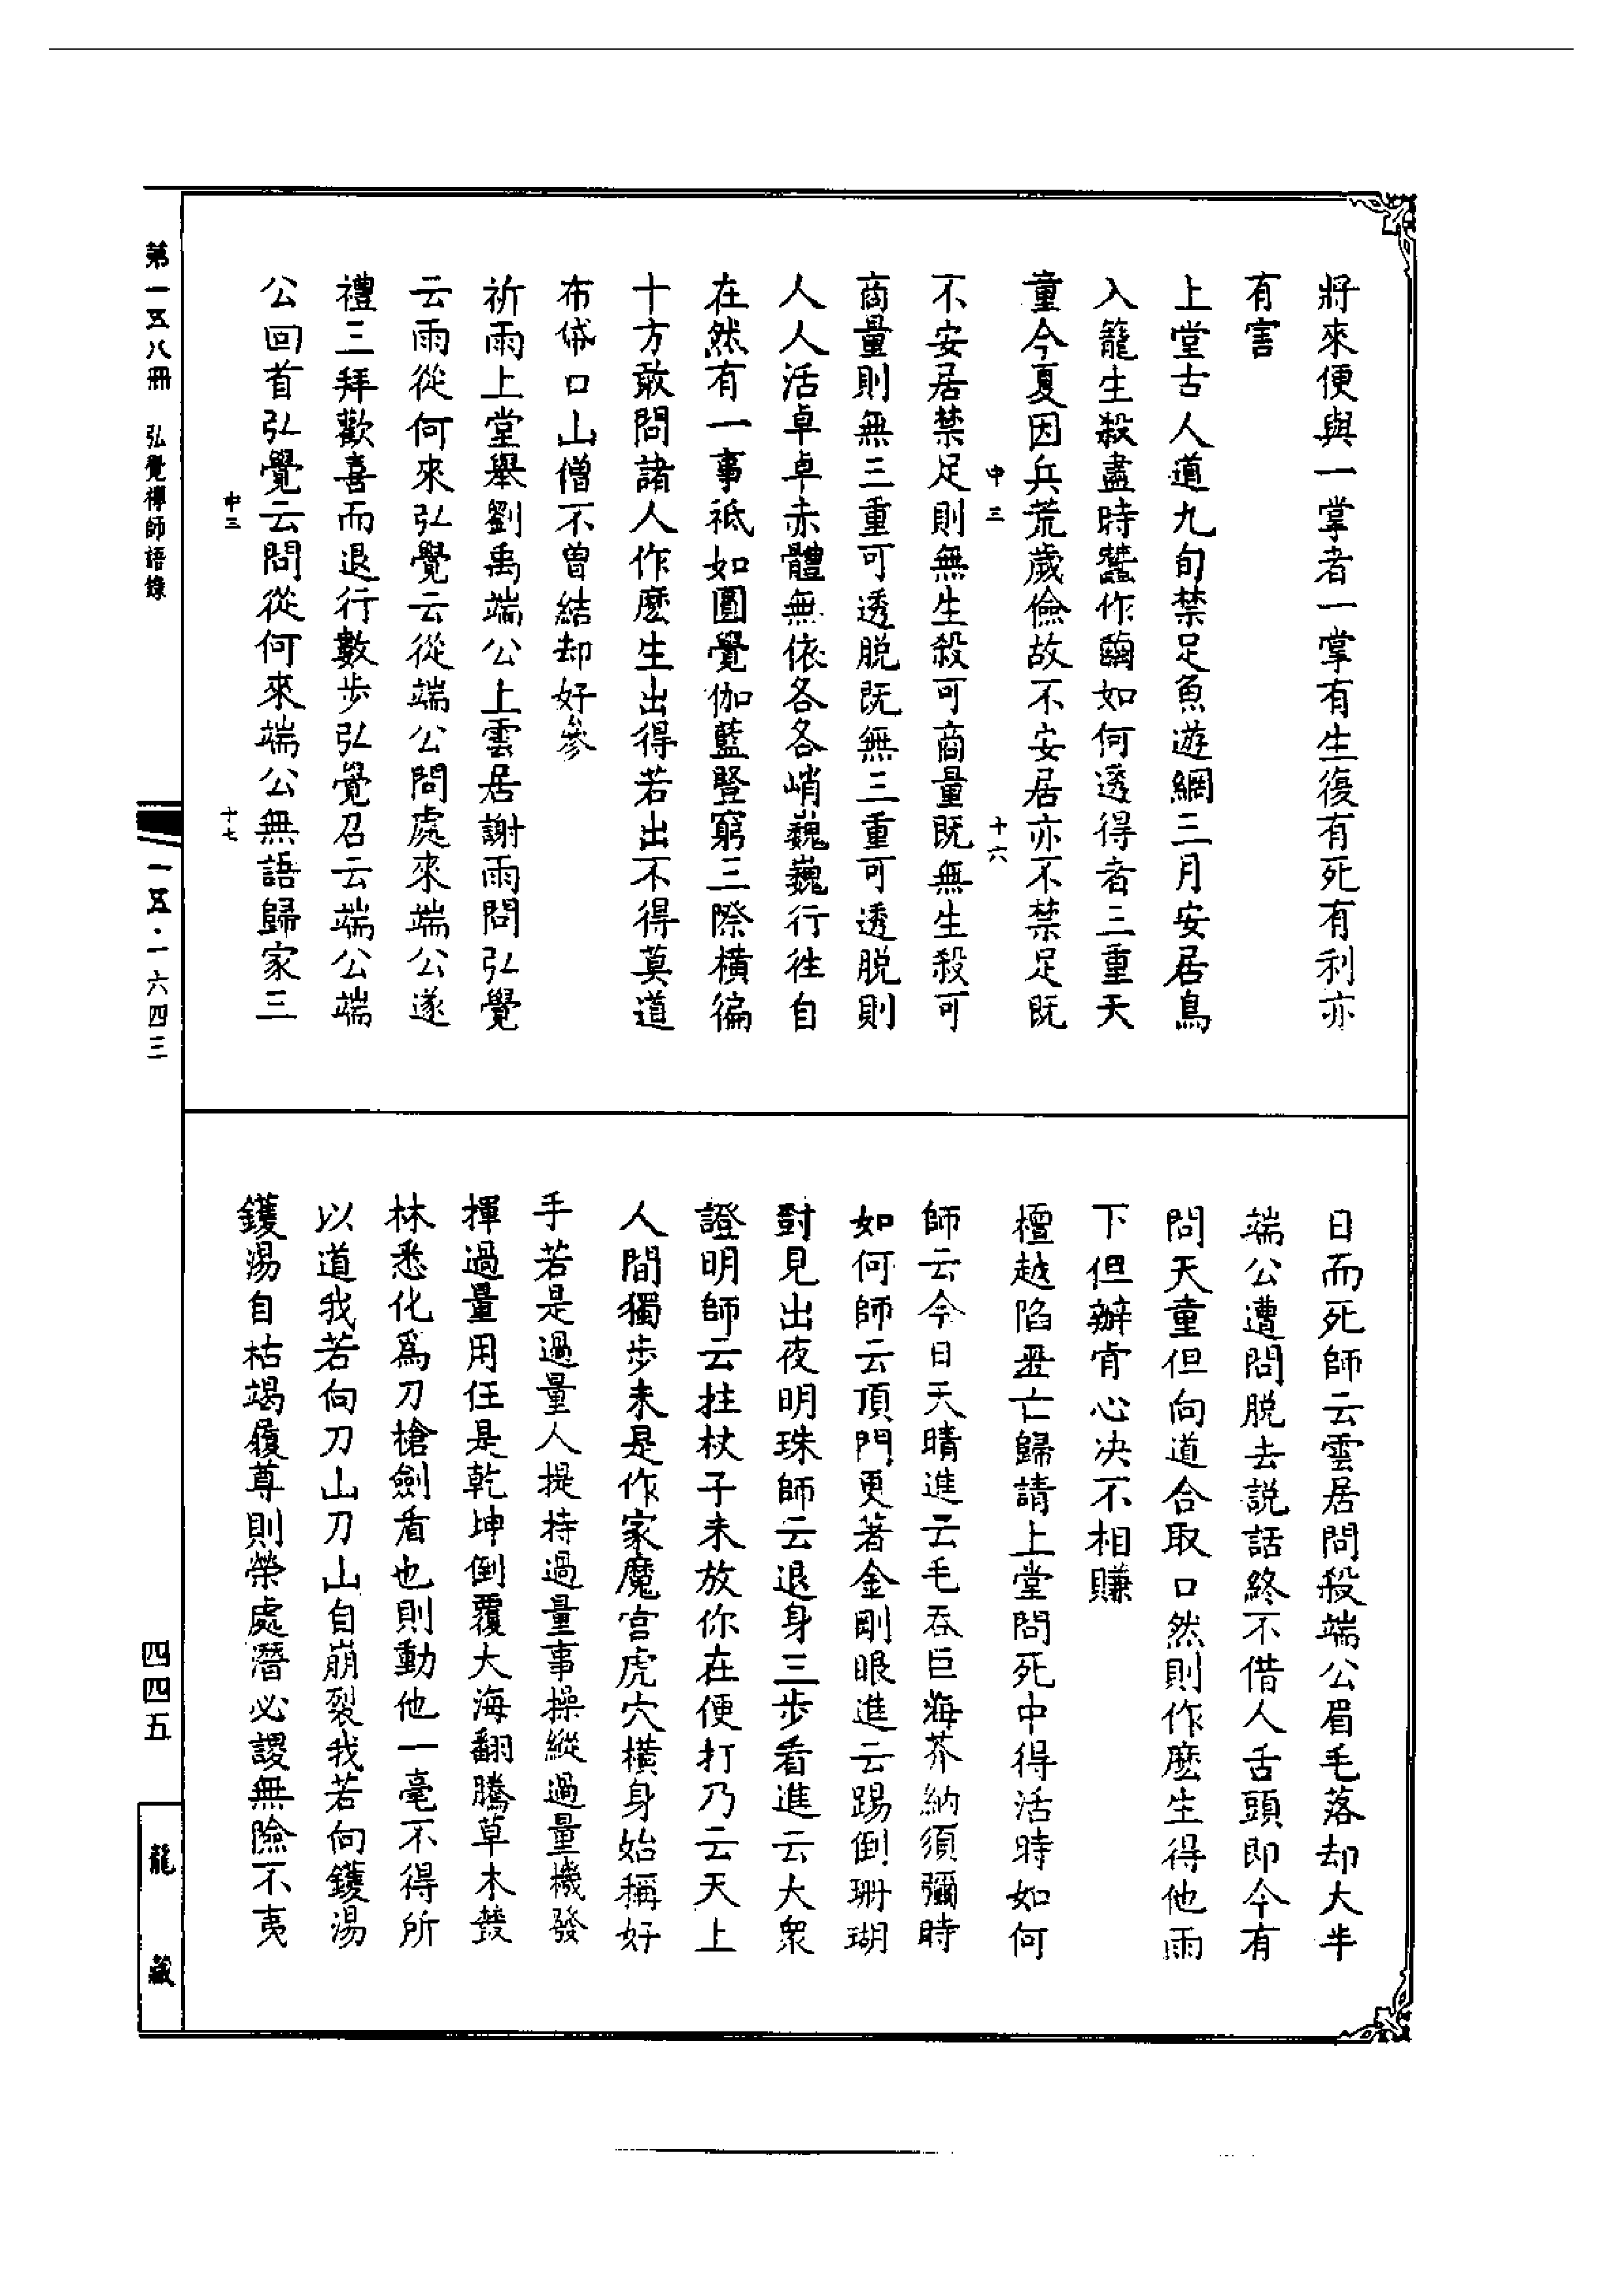 將來便與一掌者一掌有生復有死有利亦
有害
上堂古人道九旬禁足魚遊網三月安居鳥
入籠生殺盡時蠶作繭如何透得者三重天
童今夏因兵荒歲儉故不安居亦不禁足既
中三 十六
不安居禁足則無生殺可商量既無生殺可
商量則無三重可透脱既無三重可透脱則
人人活卓卓赤體無依各各峭巍巍行徃自
在然有一事祇如圓覺伽藍豎窮三際橫徧
十方敢問諸人作麽生出得若出不得莫道
布袋口山僧不曾結却好參
祈雨上堂舉劉禹端公上雲居謝雨問弘覺
云雨從何來弘覺云從端公問處來端公遂
禮三拜歡喜而退行數步弘覺召云端公端
公回首弘覺云問從何來端公無語歸家三
中三 十七
日而死師云雲居問殺端公眉毛落却大半
端公遭問脱去説話終不借人舌頭即今有
問天童但向道合取口然則作麽生得他雨
下但辦肯心决不相賺
檀越陷㽵亡歸請上堂問死中得活時如何
師云今日天晴進云毛吞巨海芥納須彌時
如何師云頂門更著金剛眼進云踢倒珊瑚
對見出夜明珠師云退身三步看進云大衆
證明師云拄杖子未放你在便打乃云天上
人間獨步未是作家魔宫虎穴橫身始稱好
手若是過量人提持過量事操縱過量機發
揮過量用任是乾坤倒覆大海翻騰草木叢
林悉化爲刀槍劍盾也則動他一毫不得所
以道我若向刀山刀山自崩裂我若向鑊湯
鑊湯自枯竭履尊則榮處潛必謖無險不夷
第一五八冊 弘覺禪師語錄
一五·一六四三
四四五
龍藏